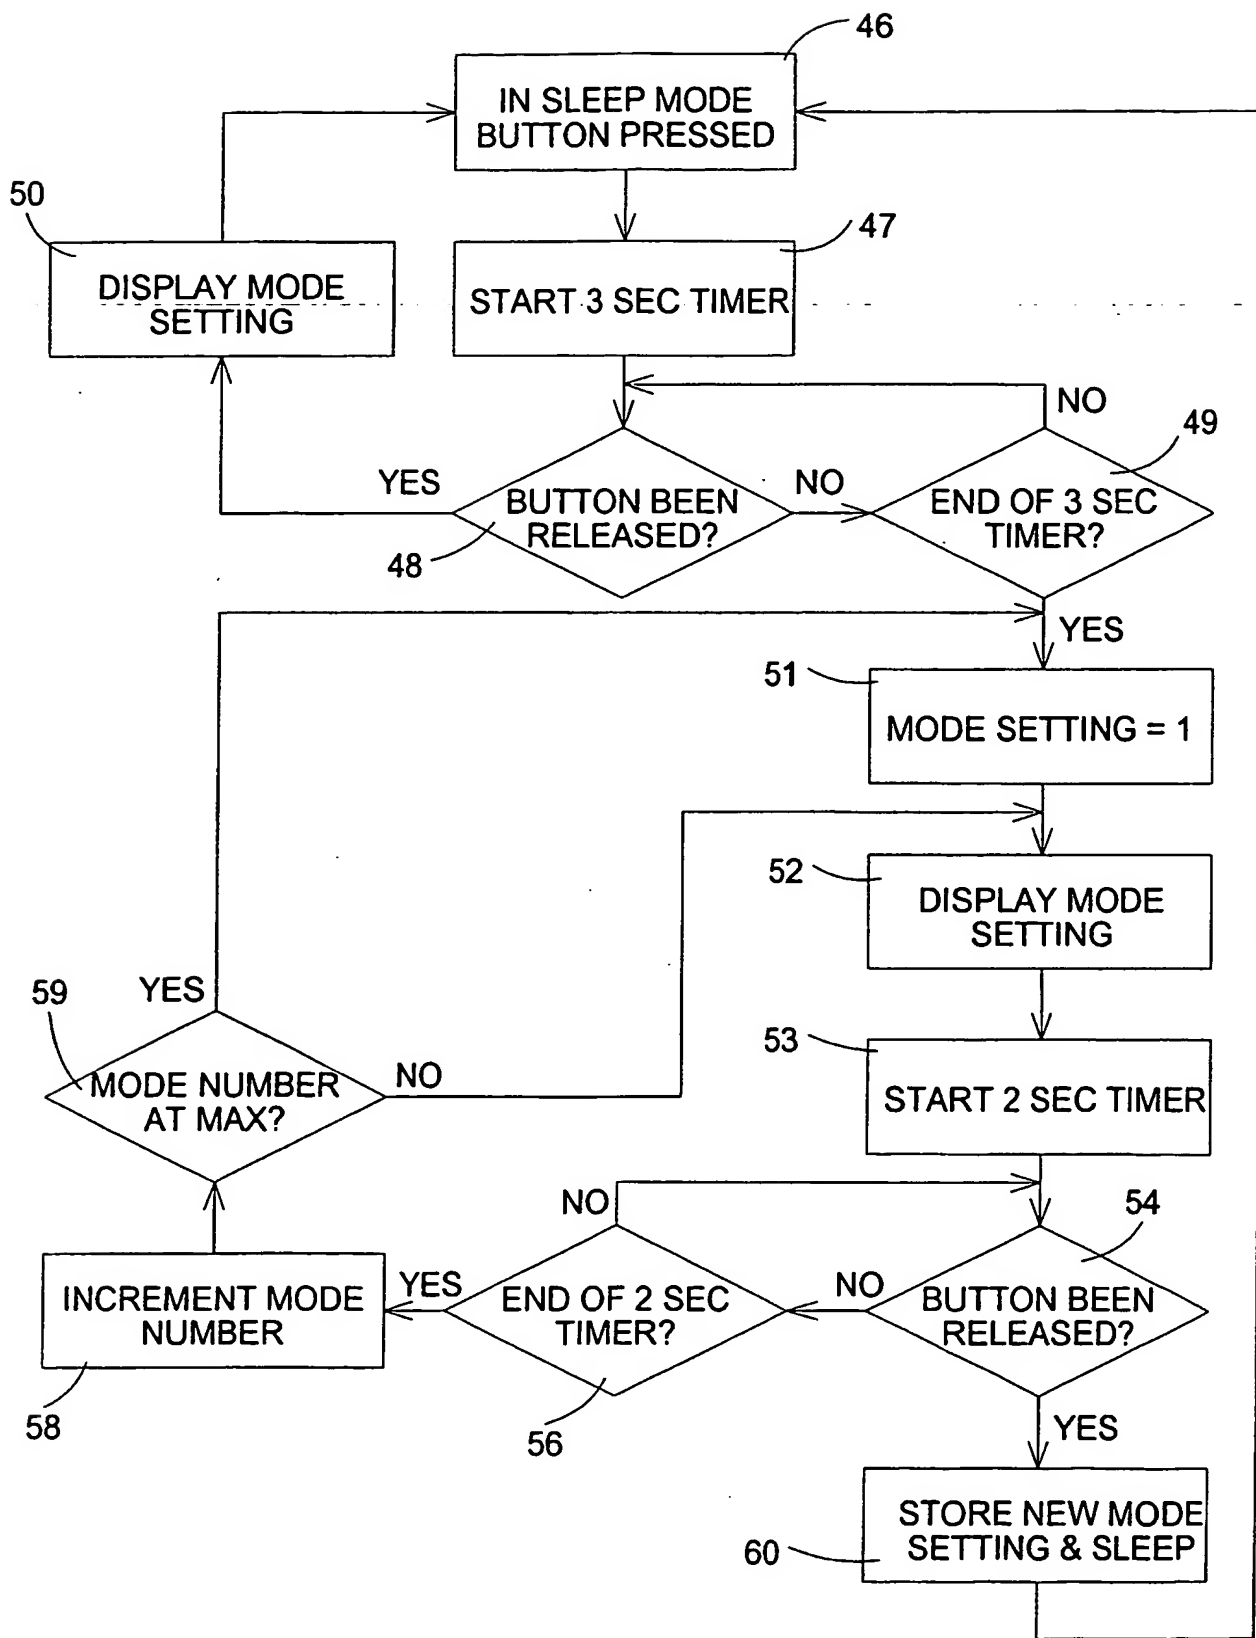 46
IN SLEEP MODE
BUTTON PRESSED
50
47
DISPLAY MODE
SETTING
START 3 SEC TIMER
NO
49
YES
BUTTON BEEN
RELEASED?
NO
END OF 3 SEC
TIMER?
48
YES
51
MODE SETTING = 1
52
DISPLAY MODE
SETTING
59
YES
MODE NUMBER
AT MAX?
NO
53
START 2 SEC TIMER
NO
54
INCREMENT MODE
NUMBER
YES
END OF 2 SEC
TIMER?
NO
BUTTON BEEN
RELEASED?
58
56
YES
STORE NEW MODE
SETTING & SLEEP
60